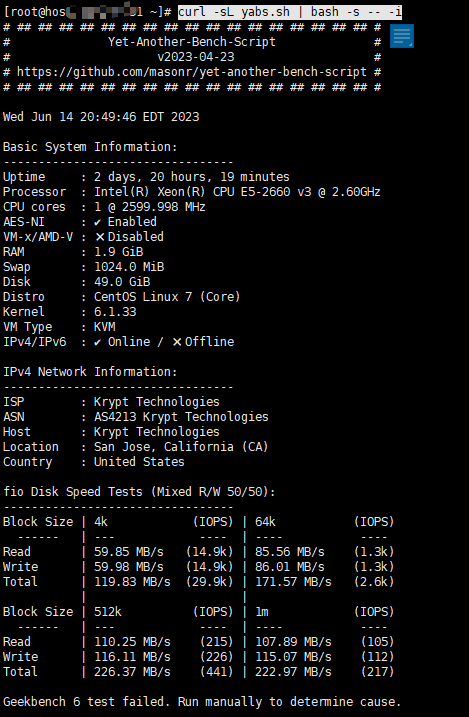 [root@hos 1 ~]# curl -sL yabs.sh | bash -s -- -i
# ## ## ## ## ## ## ## ## ## ## ## ## ## ## ## ## ## #
#              Yet-Another-Bench-Script              #
#                     v2023-04-23                    #
# https://github.com/masonr/yet-another-bench-script #
# ## ## ## ## ## ## ## ## ## ## ## ## ## ## ## ## ## #
Wed Jun 14 20:49:46 EDT 2023
Basic System Information:
---------------------------------
Uptime     : 2 days, 20 hours, 19 minutes
Processor  : Intel(R) Xeon(R) CPU E5-2660 v3 @ 2.60GHz
CPU cores  : 1 @ 2599.998 MHz
AES-NI     : ✔ Enabled
VM-x/AMD-V : ❌ Disabled
RAM        : 1.9 GiB
Swap       : 1024.0 MiB
Disk       : 49.0 GiB
Distro     : CentOS Linux 7 (Core)
Kernel     : 6.1.33
VM Type    : KVM
IPv4/IPv6  : ✔ Online / ❌ Offline
IPv4 Network Information:
---------------------------------
ISP        : Krypt Technologies
ASN        : AS4213 Krypt Technologies
Host       : Krypt Technologies
Location   : San Jose, California (CA)
Country    : United States
fio Disk Speed Tests (Mixed R/W 50/50):
---------------------------------
Block Size | 4k            (IOPS) | 64k           (IOPS)
  ------   | ---            ----  | ----           ----
Read       | 59.85 MB/s   (14.9k) | 85.56 MB/s    (1.3k)
Write      | 59.98 MB/s   (14.9k) | 86.01 MB/s    (1.3k)
Total      | 119.83 MB/s  (29.9k) | 171.57 MB/s   (2.6k)
           |                      |
Block Size | 512k          (IOPS) | 1m            (IOPS)
  ------   | ---            ----  | ----           ----
Read       | 110.25 MB/s    (215) | 107.89 MB/s    (105)
Write      | 116.11 MB/s    (226) | 115.07 MB/s    (112)
Total      | 226.37 MB/s    (441) | 222.97 MB/s    (217)
Geekbench 6 test failed. Run manually to determine cause.